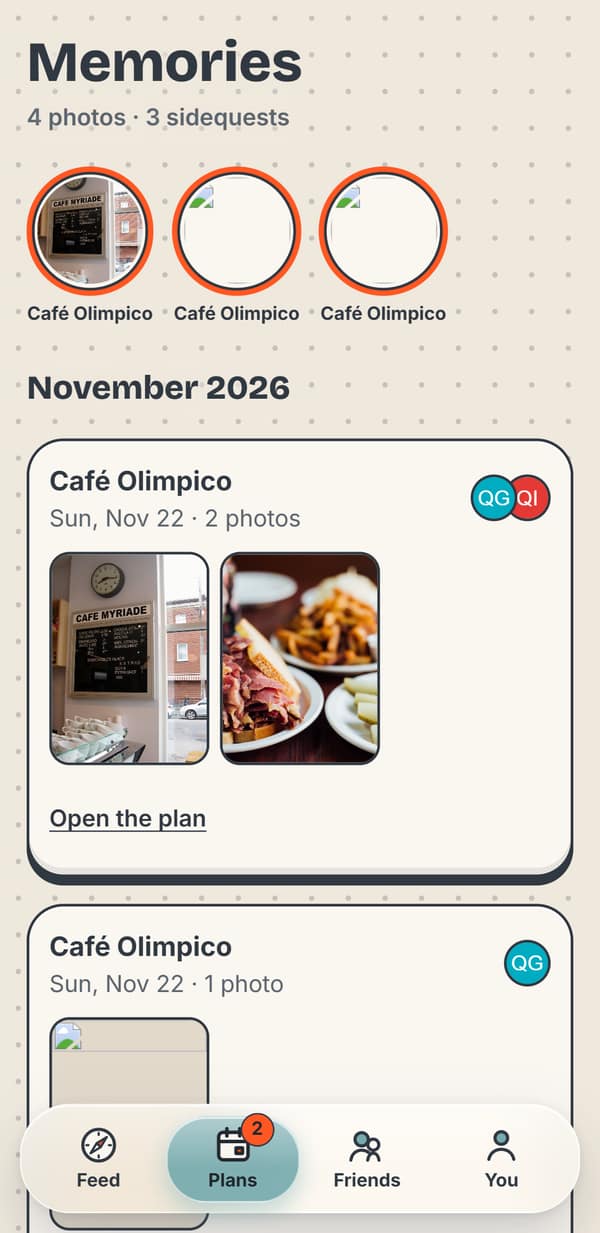 Memories
4 photos · 3 sidequests
CAFE MYRIADE
Café Olimpico
Café Olimpico
Café Olimpico
November 2026
Café Olimpico
Sun, Nov 22 · 2 photos
QG
QI
CAFE MYRIADE
Open the plan
Café Olimpico
Sun, Nov 22 · 1 photo
QG
2
Feed
Plans
Friends
You